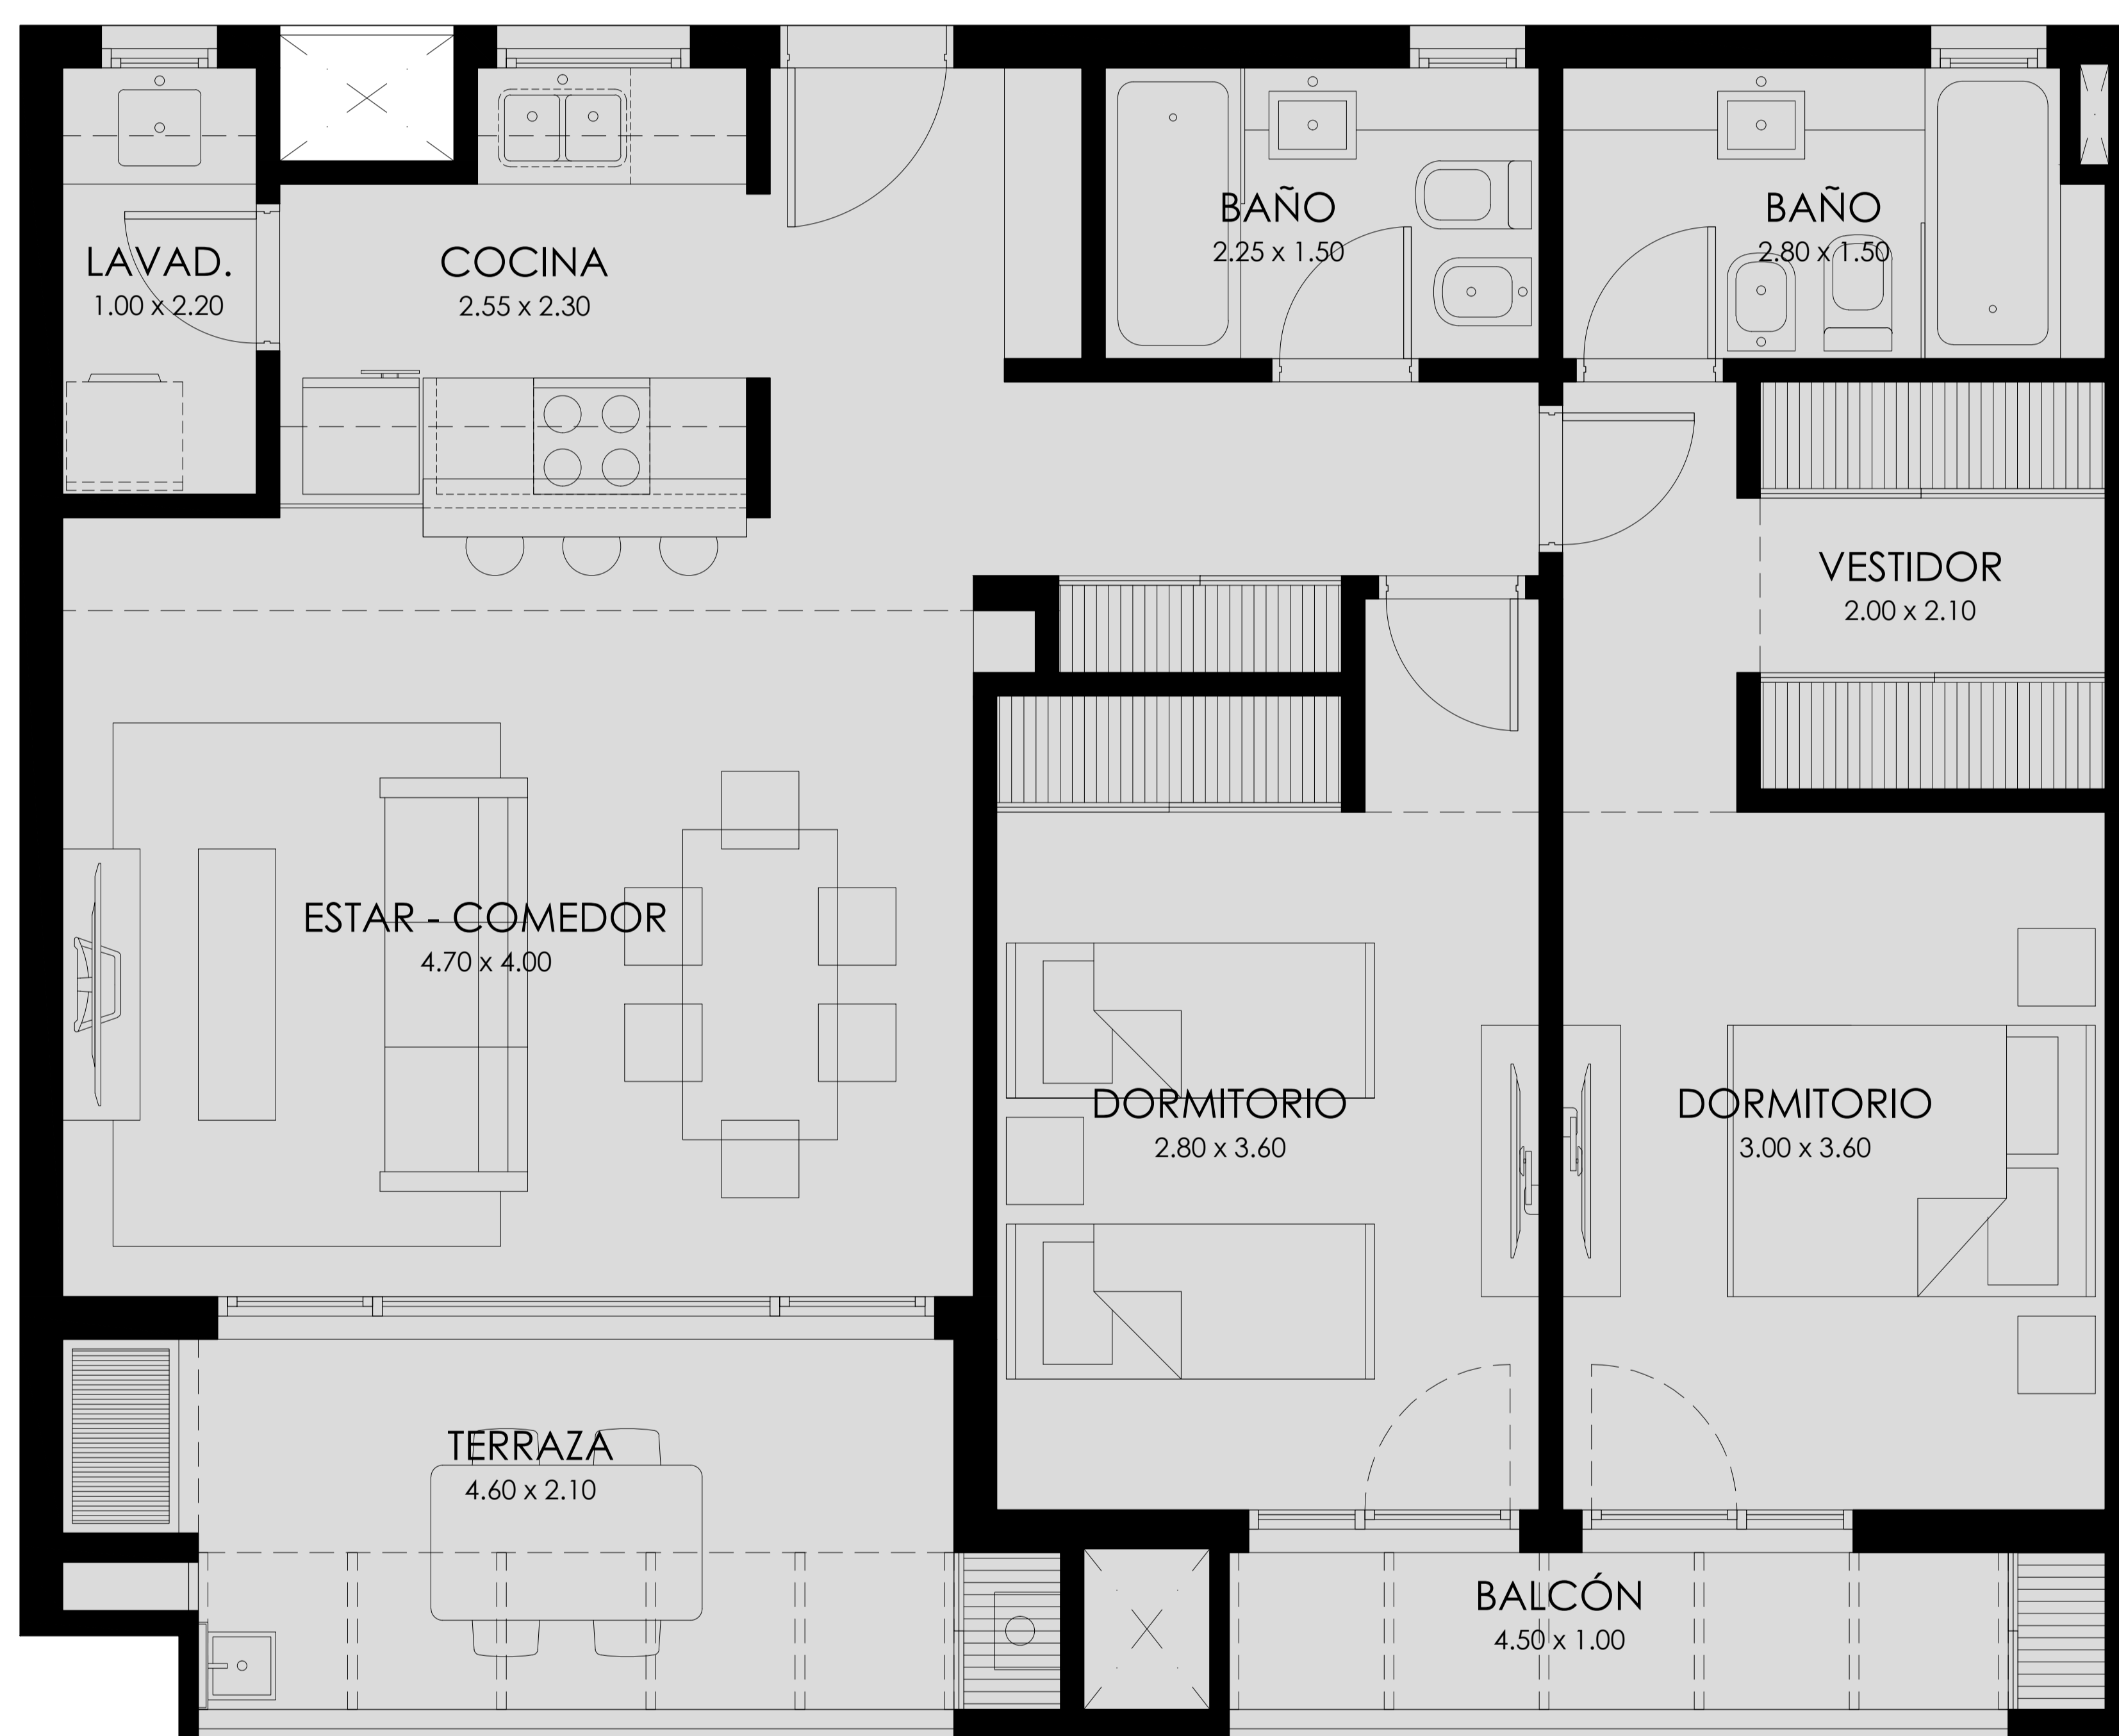 BAÑO
2.25 x 1.50
BAÑO
2.80 x 1.50
LAVAD.
1.00 x 2.20
COCINA
2.55 x 2.30
VESTIDOR
2.00 x 2.10
ESTAR - COMEDOR
4.70 x 4.00
DORMITORIO
2.80 x 3.60
DORMITORIO
3.00 x 3.60
TERRAZA
4.60 x 2.10
BALCÓN
4.50 x 1.00